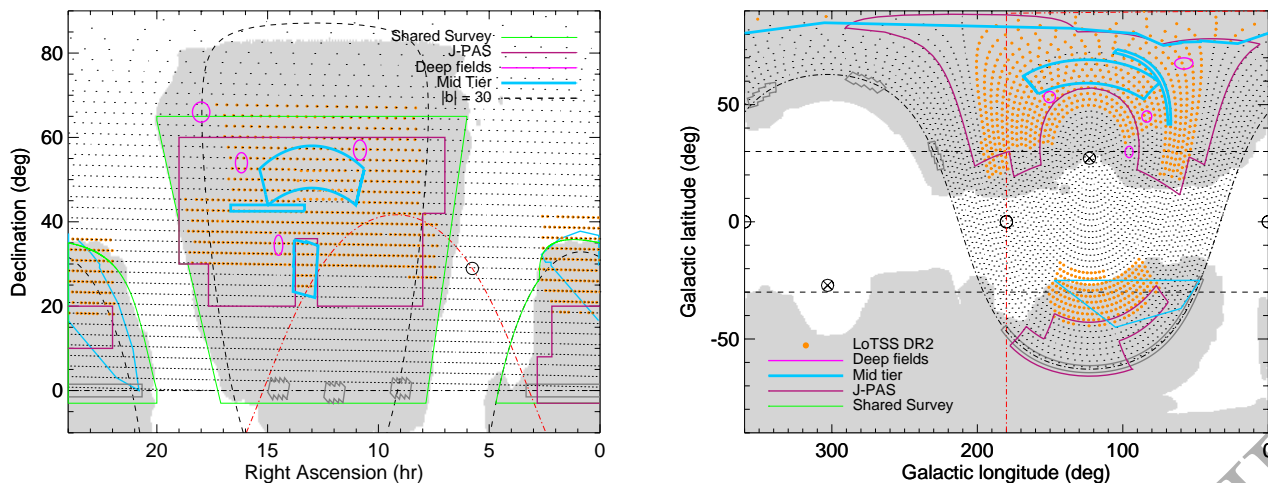 Shared Survey
J-PAS
Deep fields
Mid Tier
|b| = 30
80
60
40
20
0
20
15
10
5
0
Declination (deg)
Right Ascension (hr)
50
0
-50
300
200
100
0
Galactic latitude (deg)
Galactic longitude (deg)
LoTSS DR2
Deep fields
Mid tier
J-PAS
Shared Survey